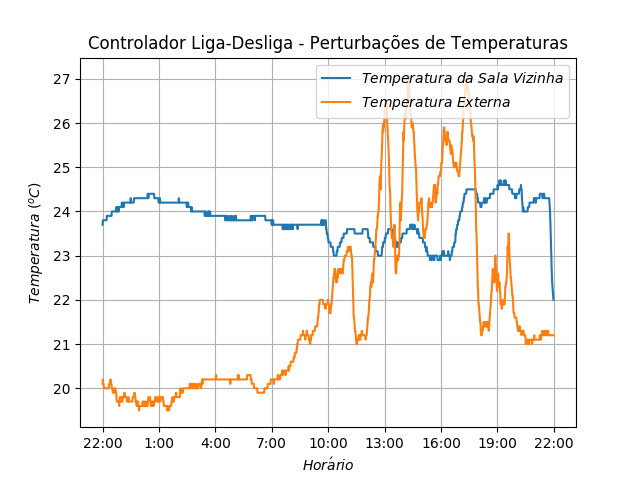 Controlador Liga-Desliga - Perturbações de Temperaturas
Temperatura da Sala Vizinha
Temperatura Externa
27
26
25
24
23
22
21
20
Temperatura (ºC)
22:00 1:00 4:00 7:00 10:00 13:00 16:00 19:00 22:00
Horário